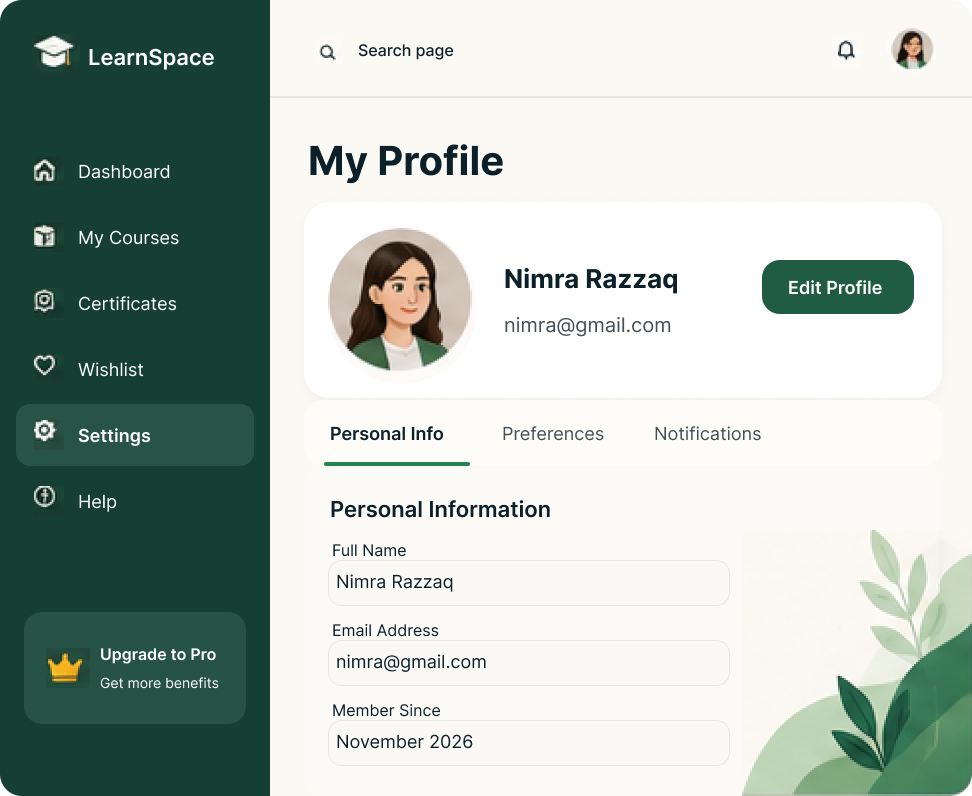 LearnSpace
Search page
Dashboard
My Courses
Certificates
Wishlist
Settings
Help
Upgrade to Pro
Get more benefits
My Profile
Nimra Razzaq
nimra@gmail.com
Edit Profile
Personal Info
Preferences
Notifications
Personal Information
Full Name
Nimra Razzaq
Email Address
nimra@gmail.com
Member Since
November 2026